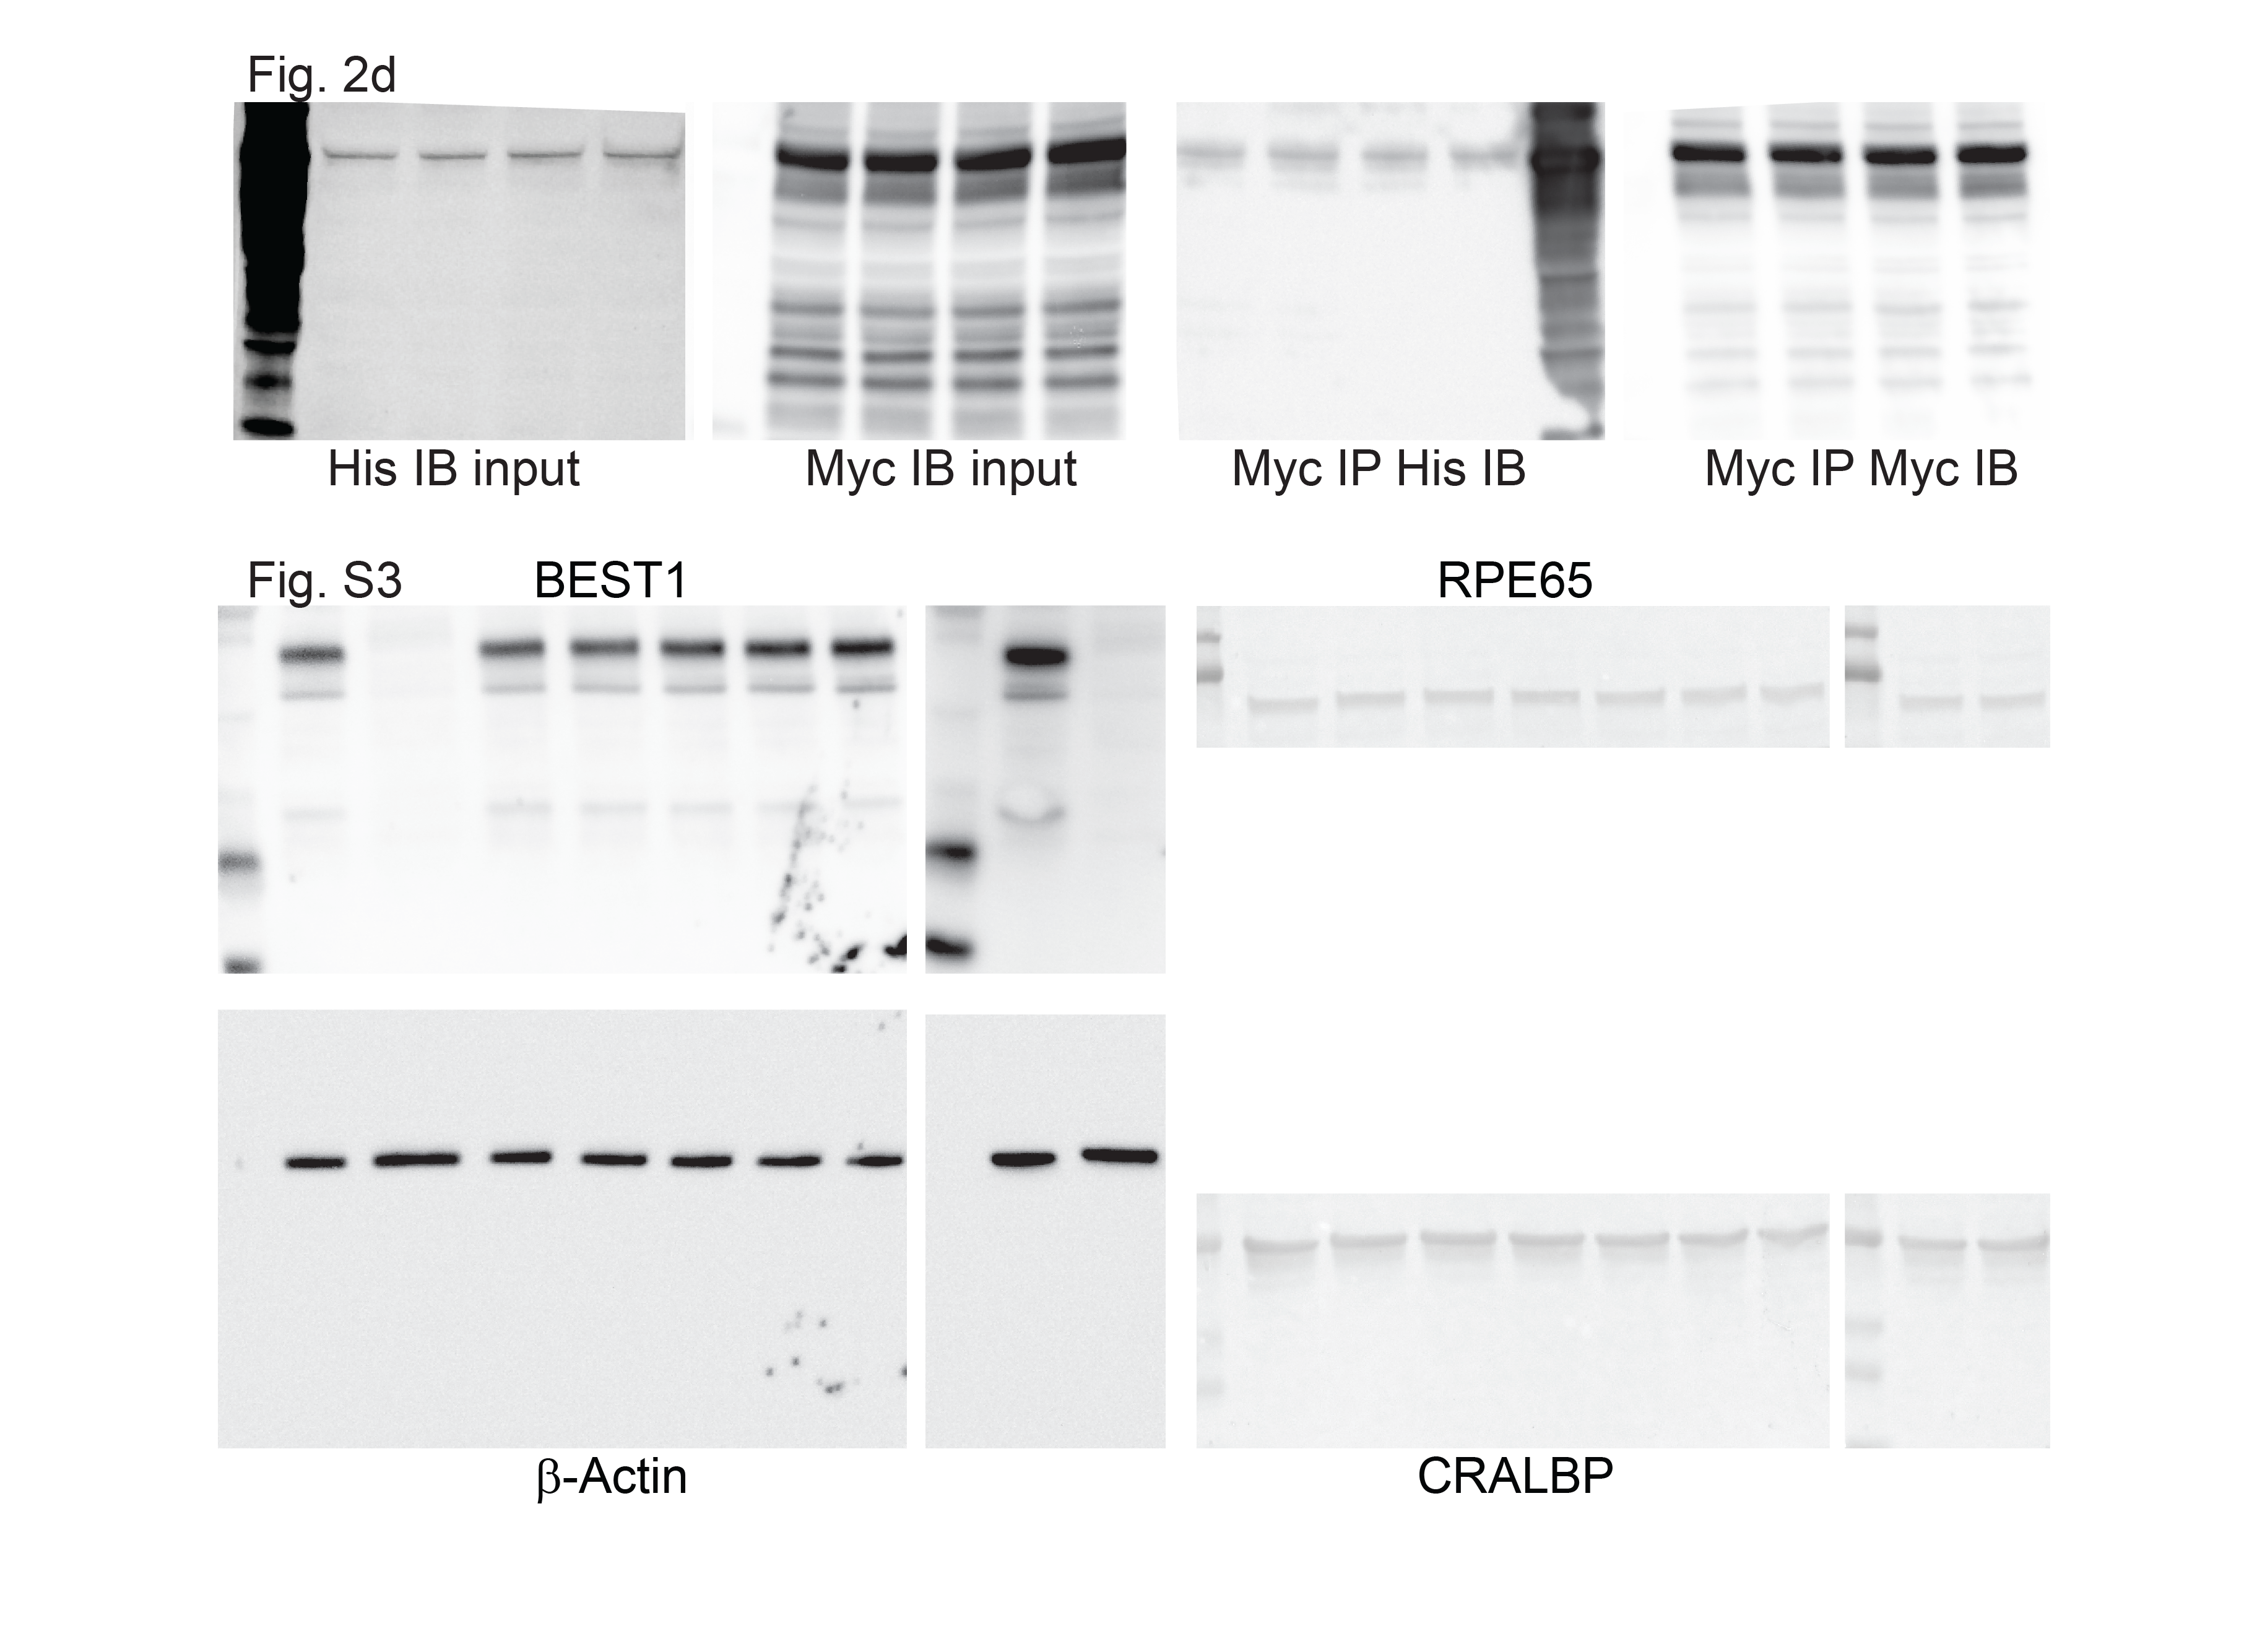 Fig. 2d
His IB input
Myc IB input
Myc IP His IB
Myc IP Myc IB
Fig. S3
BEST1
RPE65
β-Actin
CRALBP